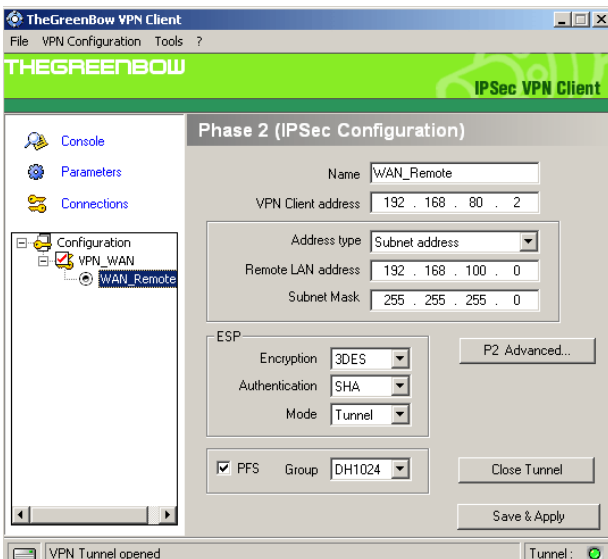 TheGreenBow VPN Client
File VPN Configuration Tools ?
THEGREENBOW
IPSec VPN Client
Console
Parameters
Connections
Configuration
VPN_WAN
WAN_Remote
Phase 2 (IPSec Configuration)
Name WAN_Remote
VPN Client address 192 . 168 . 80 . 2
Address type Subnet address
Remote LAN address 192 . 168 . 100 . 0
Subnet Mask 255 . 255 . 255 . 0
ESP
Encryption 3DES
Authentication SHA
Mode Tunnel
P2 Advanced...
PFS Group DH1024
Close Tunnel
Save & Apply
VPN Tunnel opened
Tunnel: